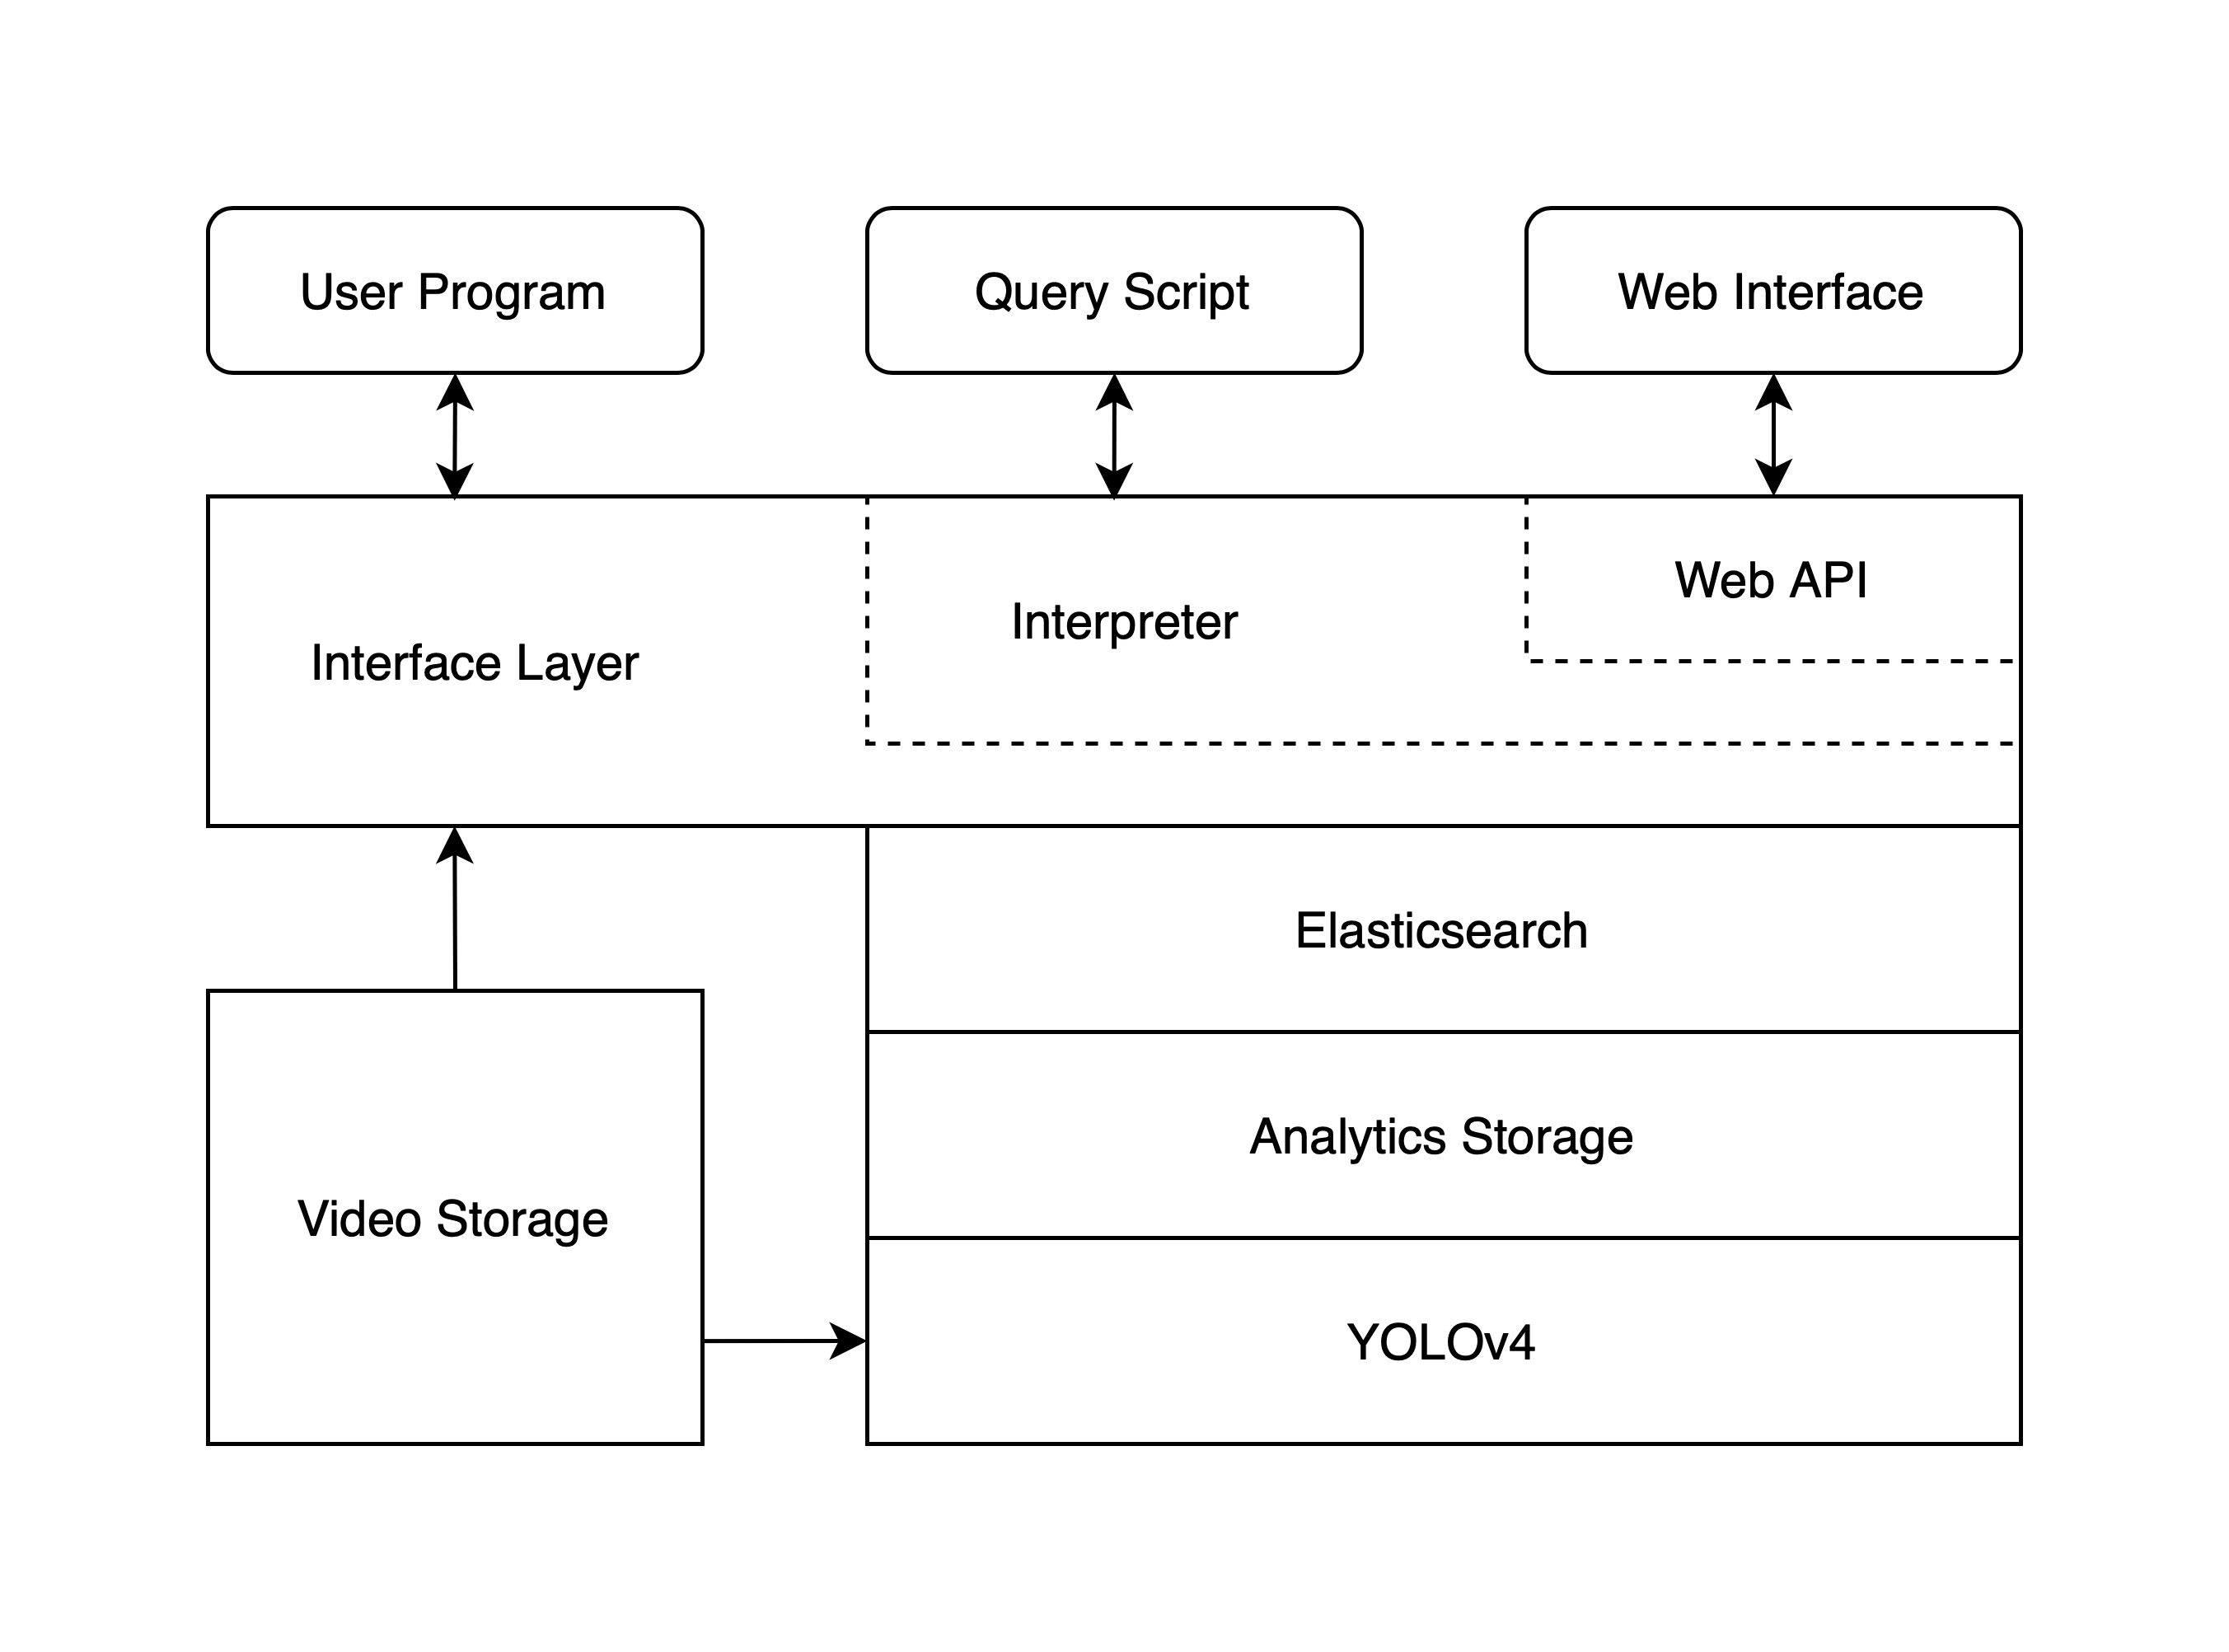 User Program
Query Script
Web Interface
Interface Layer
Interpreter
Web API
Elasticsearch
Analytics Storage
Video Storage
YOLOv4